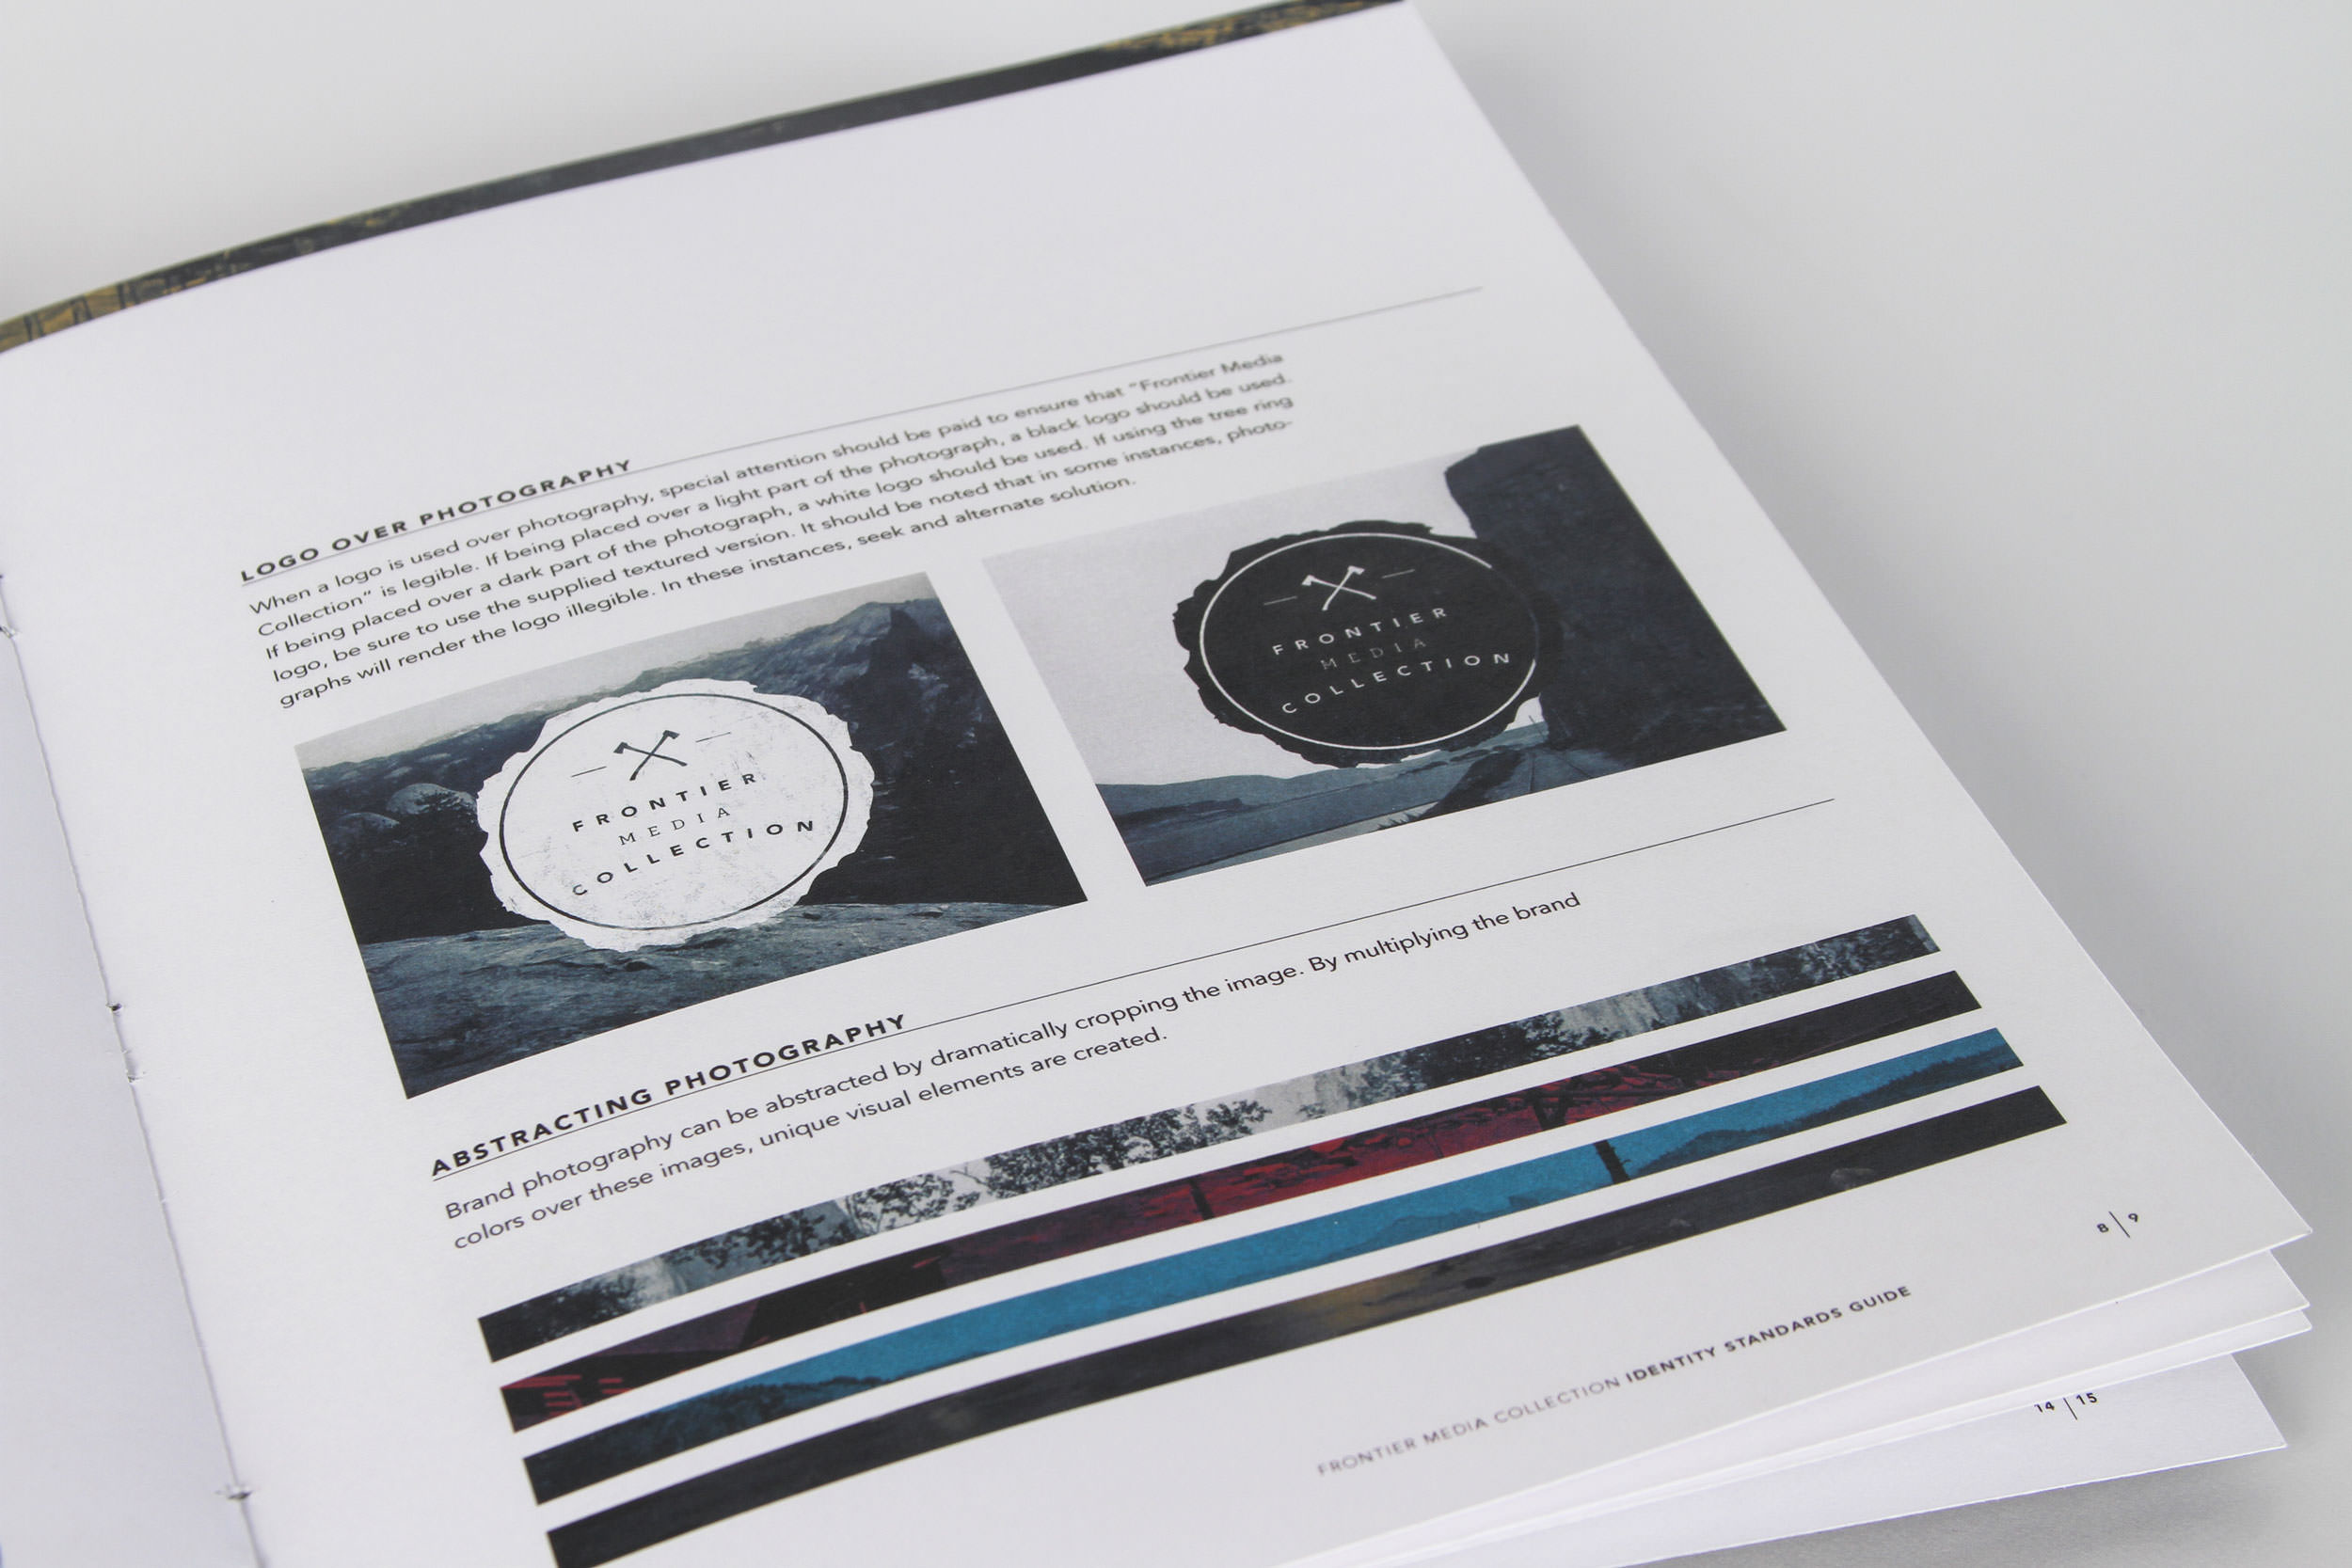 LOGO OVER PHOTOGRAPHY
When a logo is used over photography, special attention should be paid to ensure that “Frontier Media
Collection” is legible. If being placed over a light part of the photograph, a black logo should be used.
If being placed over a dark part of the photograph, a white logo should be used. If using the tree ring
logo, be sure to use the supplied textured version. It should be noted that in some instances, photo-
graphs will render the logo illegible. In these instances, seek and alternate solution.
FRONTIER
MEDIA
COLLECTION
FRONTIER
MEDIA
COLLECTION
ABSTRACTING PHOTOGRAPHY
Brand photography can be abstracted by dramatically cropping the image. By multiplying the brand
colors over these images, unique visual elements are created.
8 | 9
FRONTIER MEDIA COLLECTION IDENTITY STANDARDS GUIDE
14 | 15